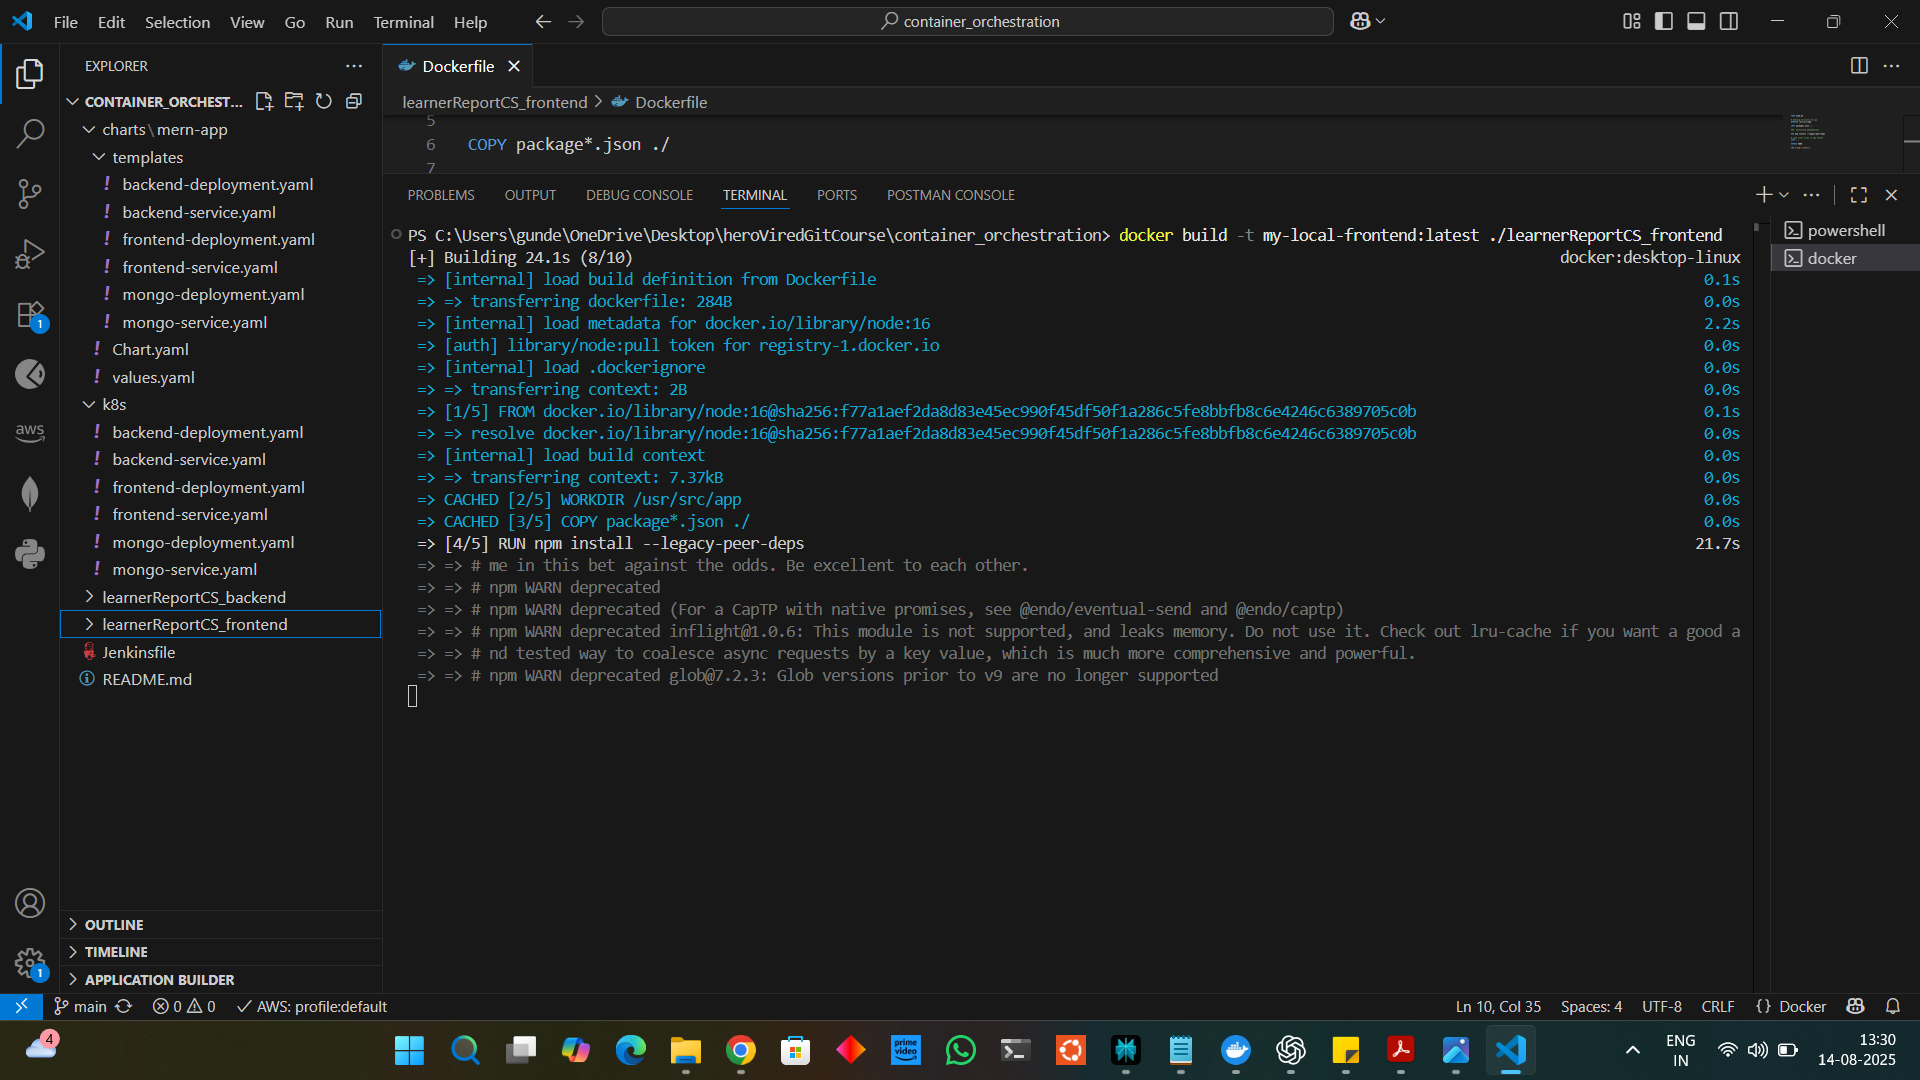 File Edit Selection View Go Run Terminal Help
container_orchestration
EXPLORER
CONTAINER_ORCHEST...
charts\mern-app
templates
backend-deployment.yaml
backend-service.yaml
frontend-deployment.yaml
frontend-service.yaml
mongo-deployment.yaml
mongo-service.yaml
Chart.yaml
values.yaml
k8s
backend-deployment.yaml
backend-service.yaml
frontend-deployment.yaml
frontend-service.yaml
mongo-deployment.yaml
mongo-service.yaml
learnerReportCS_backend
learnerReportCS_frontend
Jenkinsfile
README.md
OUTLINE
TIMELINE
APPLICATION BUILDER
1
aws
1
Dockerfile
learnerReportCS_frontend > Dockerfile
5
6 COPY package*.json ./
7
PROBLEMS OUTPUT DEBUG CONSOLE TERMINAL PORTS POSTMAN CONSOLE
powershell
docker
PS C:\Users\gunde\OneDrive\Desktop\heroViredGitCourse\container_orchestration> docker build -t my-local-frontend:latest ./learnerReportCS_frontend
[+] Building 24.1s (8/10) docker:desktop-linux
=> [internal] load build definition from Dockerfile 0.1s
=> => transferring dockerfile: 284B 0.0s
=> [internal] load metadata for docker.io/library/node:16 2.2s
=> [auth] library/node:pull token for registry-1.docker.io 0.0s
=> [internal] load .dockerignore 0.0s
=> => transferring context: 2B 0.0s
=> [1/5] FROM docker.io/library/node:16@sha256:f77a1aef2da8d83e45ec990f45df50f1a286c5fe8bbfb8c6e4246c6389705c0b 0.1s
=> => resolve docker.io/library/node:16@sha256:f77a1aef2da8d83e45ec990f45df50f1a286c5fe8bbfb8c6e4246c6389705c0b 0.0s
=> [internal] load build context 0.0s
=> => transferring context: 7.37kB 0.0s
=> CACHED [2/5] WORKDIR /usr/src/app 0.0s
=> CACHED [3/5] COPY package*.json ./ 0.0s
=> [4/5] RUN npm install --legacy-peer-deps 21.7s
=> => # me in this bet against the odds. Be excellent to each other.
=> => # npm WARN deprecated
=> => # npm WARN deprecated (For a CapTP with native promises, see @endo/eventual-send and @endo/captp)
=> => # npm WARN deprecated inflight@1.0.6: This module is not supported, and leaks memory. Do not use it. Check out lru-cache if you want a good a
=> => # nd tested way to coalesce async requests by a key value, which is much more comprehensive and powerful.
=> => # npm WARN deprecated glob@7.2.3: Glob versions prior to v9 are no longer supported
main 0 0 AWS: profile:default
Ln 10, Col 35 Spaces: 4 UTF-8 CRLF {} Docker
4
prime video
ENG
IN
13:30
14-08-2025